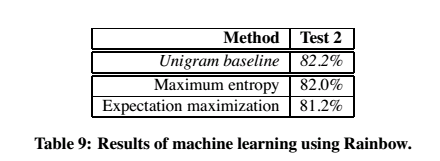 Method Test 2
Unigram baseline 82.2%
Maximum entropy 82.0%
Expectation maximization 81.2%
Table 9: Results of machine learning using Rainbow.